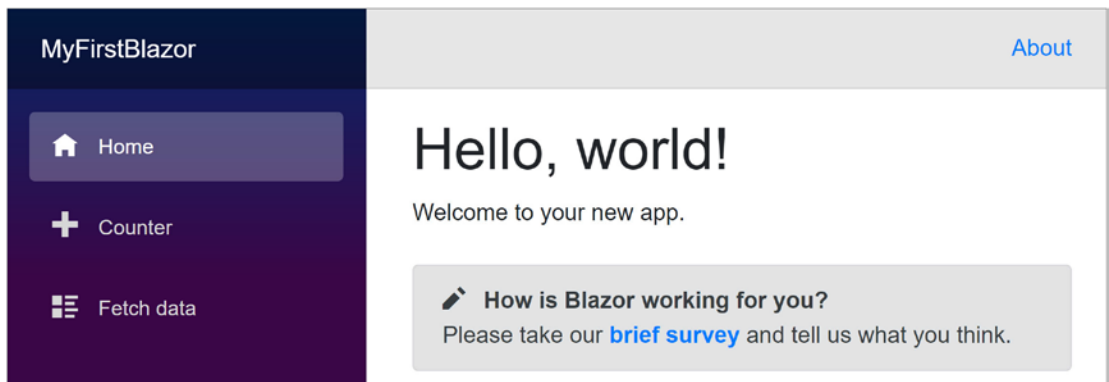 MyFirstBlazor
About
Home
Counter
Fetch data
Hello, world!
Welcome to your new app.
How is Blazor working for you?
Please take our brief survey and tell us what you think.